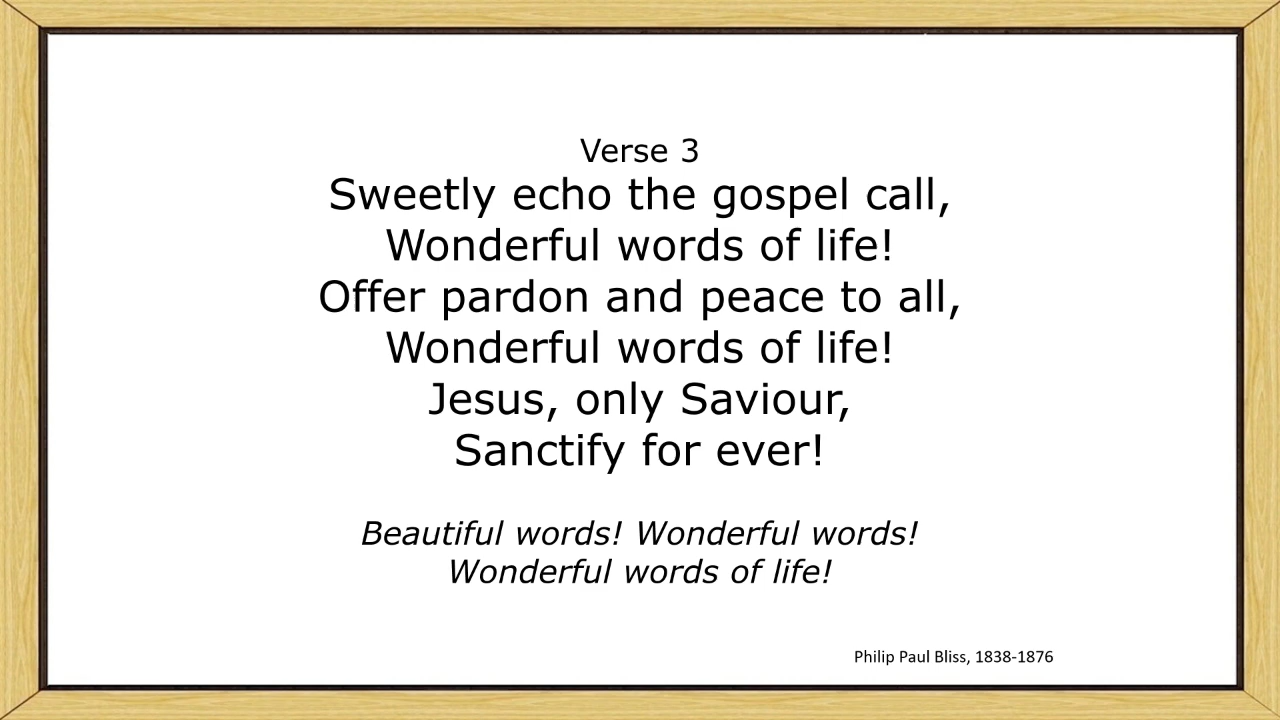 Verse 3
Sweetly echo the gospel call,
Wonderful words of life!
Offer pardon and peace to all,
Wonderful words of life!
Jesus, only Saviour,
Sanctify for ever!
Beautiful words! Wonderful words!
Wonderful words of life!
Philip Paul Bliss, 1838-1876